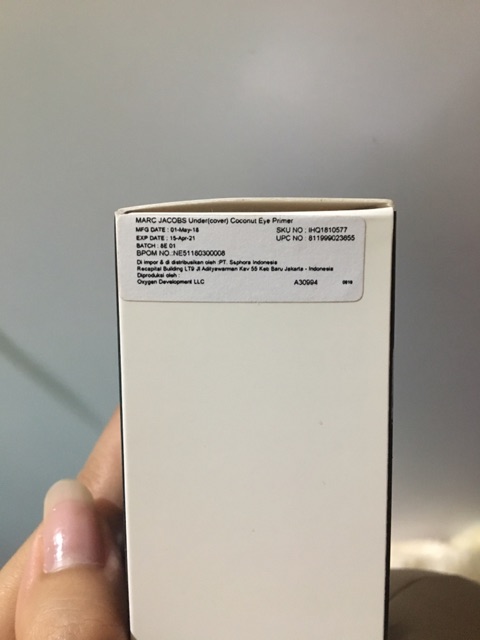 MARC JACOBS Under(cover) Coconut Eye Primer
MFG DATE : 01-May-18 SKU NO : IHQ1810577
EXP DATE : 15-Apr-21 UPC NO : 811999023855
BATCH : 8E 01
BPOM NO.:NE51180300008
Di impor & di distribusikan oleh :PT. Sephora Indonesia
Recapital Building LT9 Jl Adityawarman Kav 55 Keb Baru Jakarta - Indonesia
Diproduksi oleh :
Oxygen Development LLC A30994